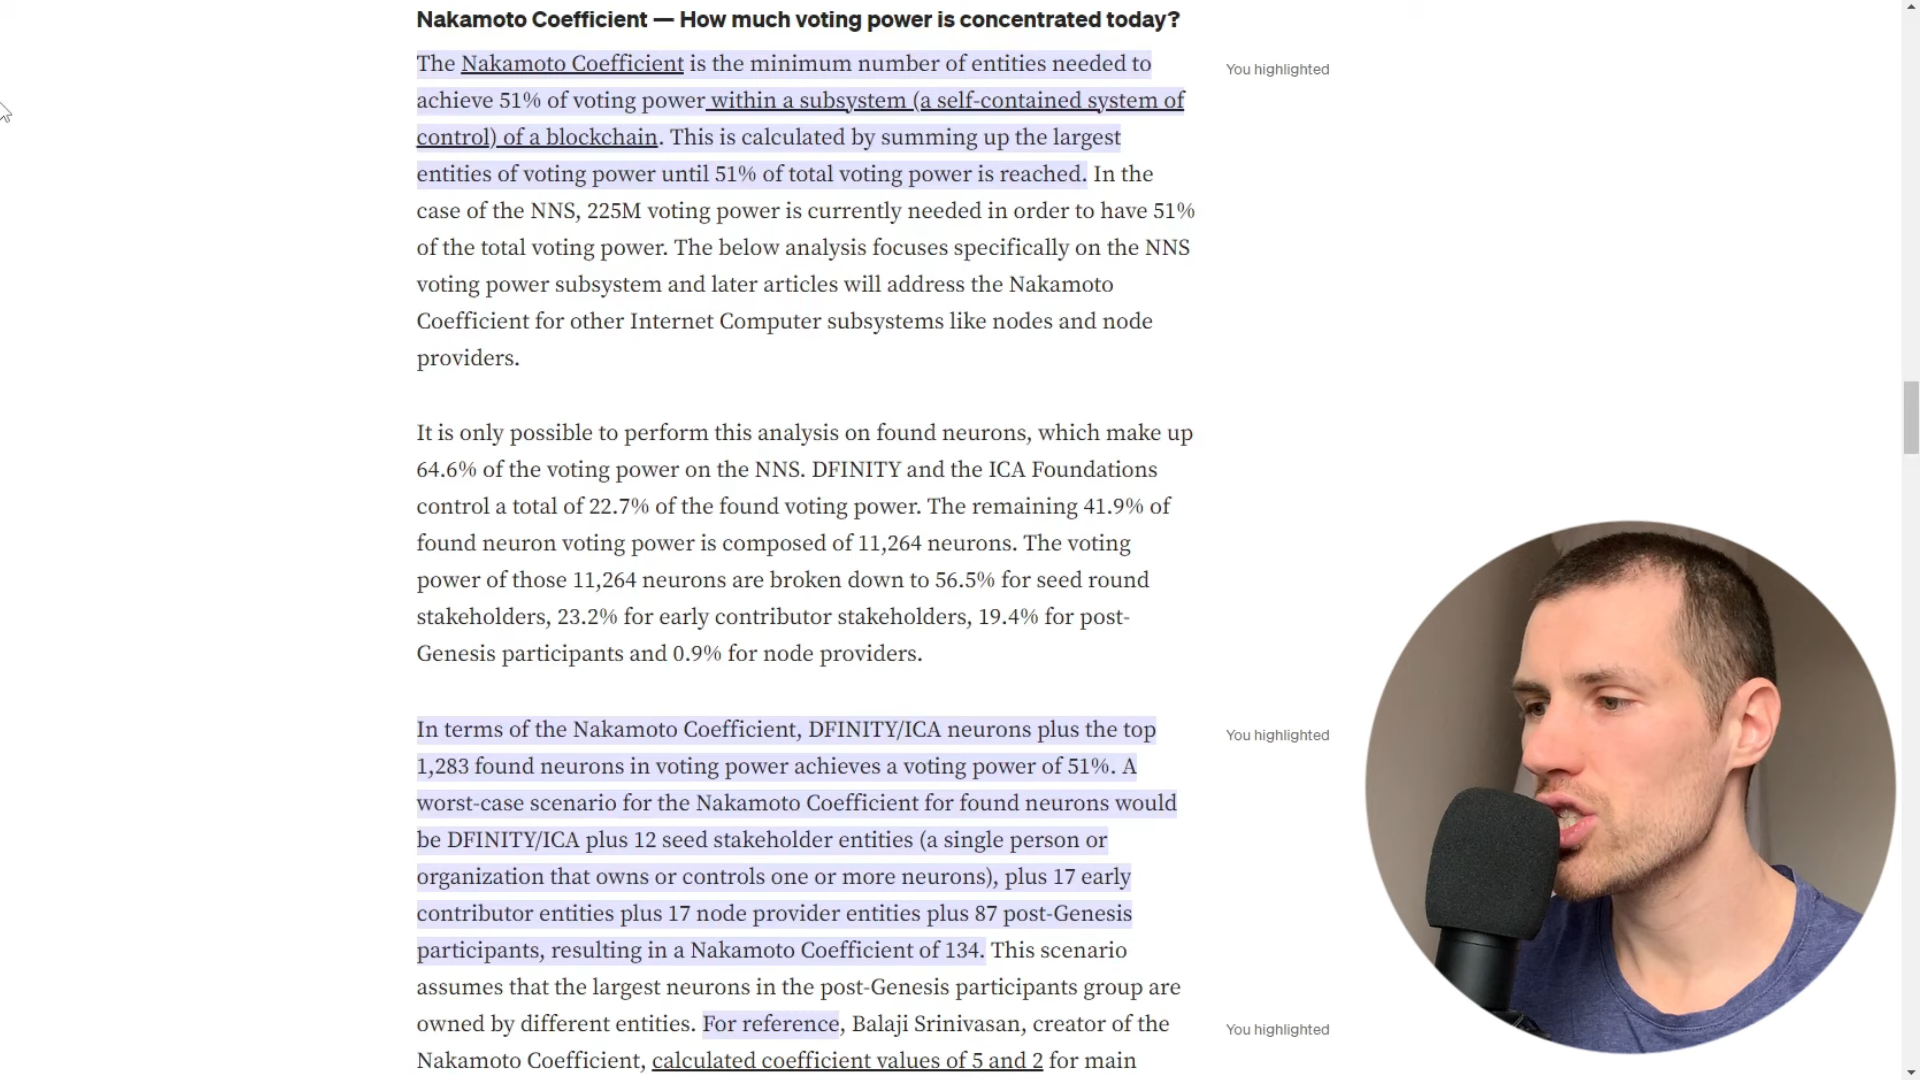 Nakamoto Coefficient — How much voting power is concentrated today?
The Nakamoto Coefficient is the minimum number of entities needed to
achieve 51% of voting power within a subsystem (a self-contained system of
control) of a blockchain. This is calculated by summing up the largest
entities of voting power until 51% of total voting power is reached. In the
case of the NNS, 225M voting power is currently needed in order to have 51%
of the total voting power. The below analysis focuses specifically on the NNS
voting power subsystem and later articles will address the Nakamoto
Coefficient for other Internet Computer subsystems like nodes and node
providers.
You highlighted
It is only possible to perform this analysis on found neurons, which make up
64.6% of the voting power on the NNS. DFINITY and the ICA Foundations
control a total of 22.7% of the found voting power. The remaining 41.9% of
found neuron voting power is composed of 11,264 neurons. The voting
power of those 11,264 neurons are broken down to 56.5% for seed round
stakeholders, 23.2% for early contributor stakeholders, 19.4% for post-
Genesis participants and 0.9% for node providers.
In terms of the Nakamoto Coefficient, DFINITY/ICA neurons plus the top
1,283 found neurons in voting power achieves a voting power of 51%. A
worst-case scenario for the Nakamoto Coefficient for found neurons would
be DFINITY/ICA plus 12 seed stakeholder entities (a single person or
organization that owns or controls one or more neurons), plus 17 early
contributor entities plus 17 node provider entities plus 87 post-Genesis
participants, resulting in a Nakamoto Coefficient of 134. This scenario
assumes that the largest neurons in the post-Genesis participants group are
owned by different entities. For reference, Balaji Srinivasan, creator of the
Nakamoto Coefficient, calculated coefficient values of 5 and 2 for main
You highlighted
You highlighted